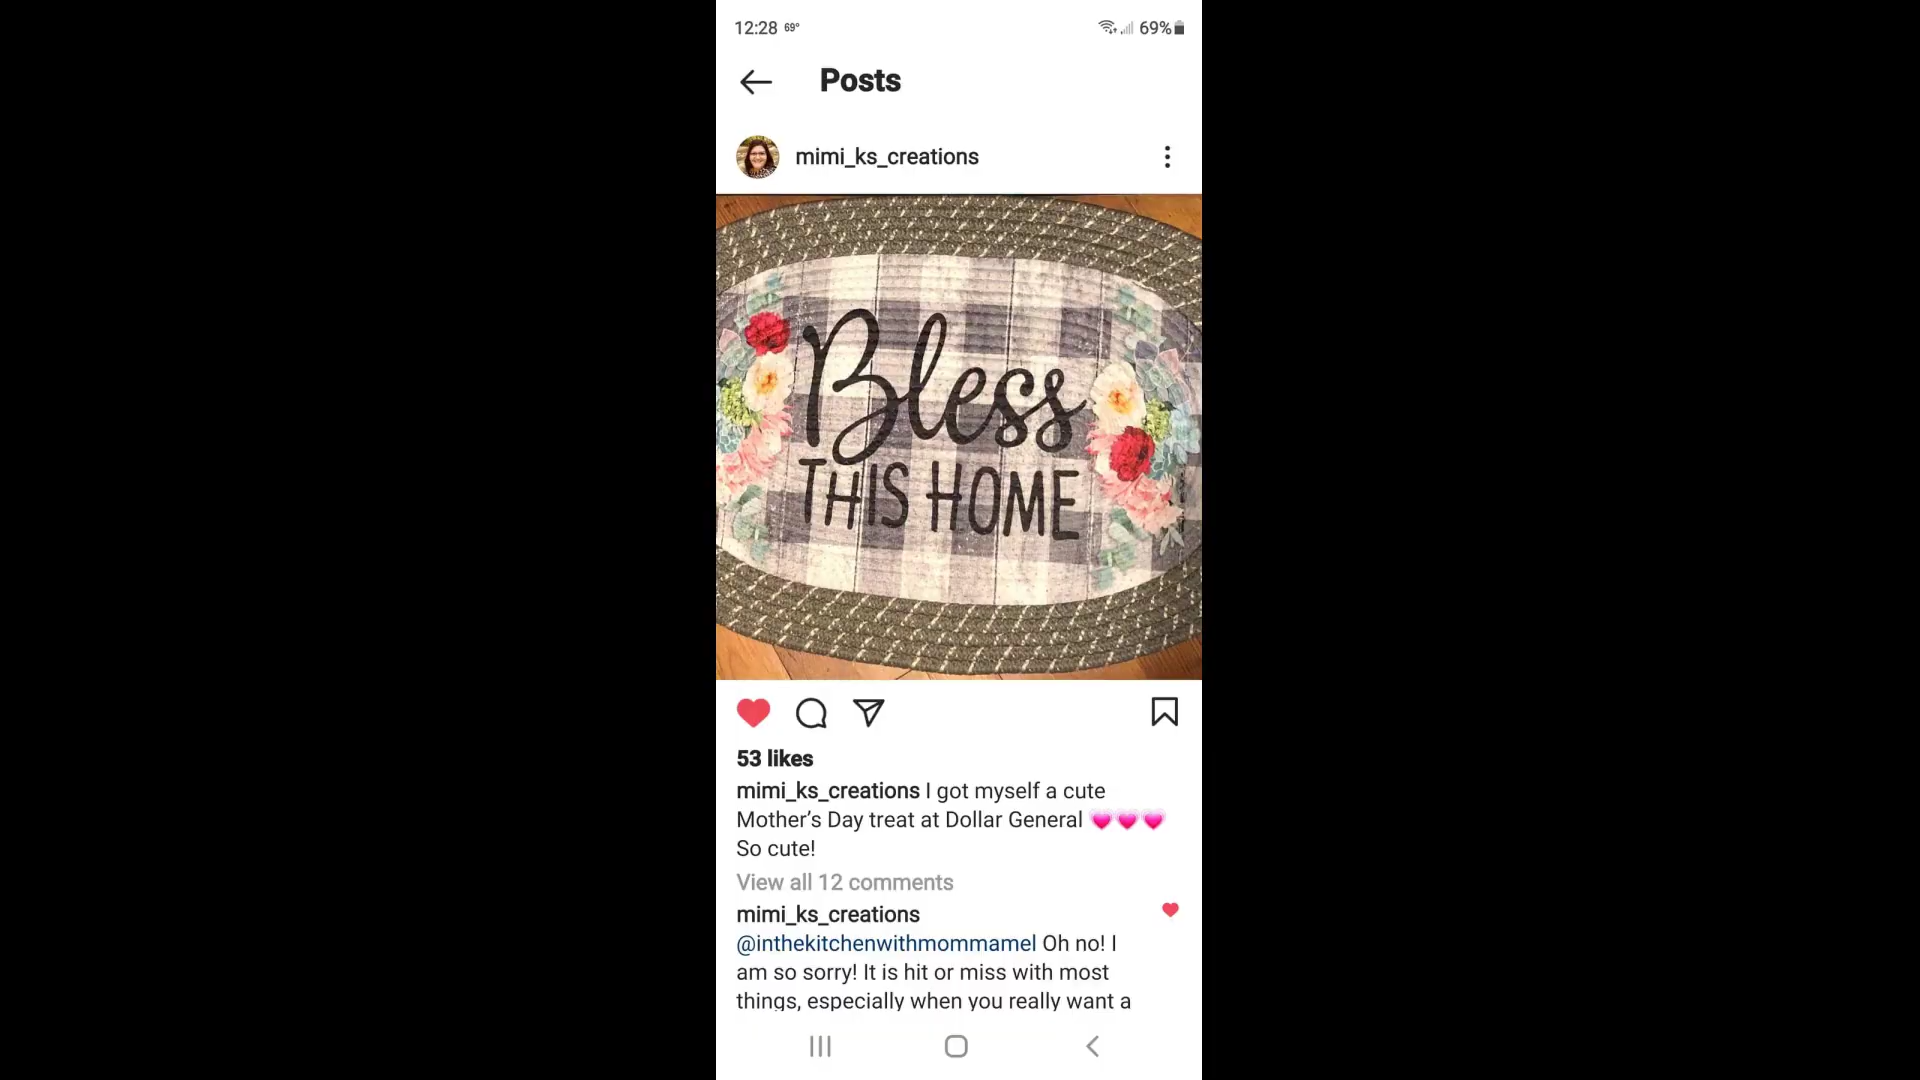 12:28 69° 69%
Posts
mimi_ks_creations
Bless
THIS HOME
53 likes
mimi_ks_creations I got myself a cute
Mother's Day treat at Dollar General 💗💗💗
So cute!
View all 12 comments
mimi_ks_creations
@inthekitchenwithmommamel Oh no! I
am so sorry! It is hit or miss with most
things, especially when you really want a